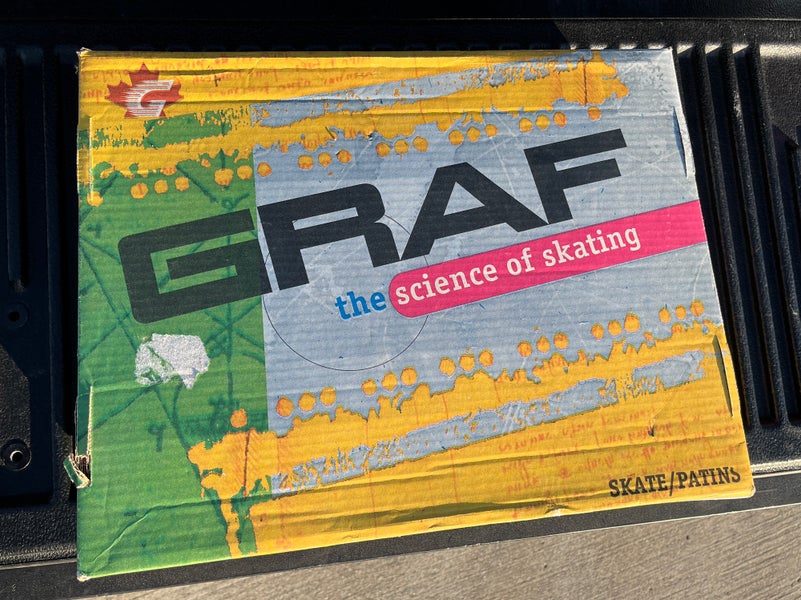 G
GRAF
the science of skating
SKATE/PATINS